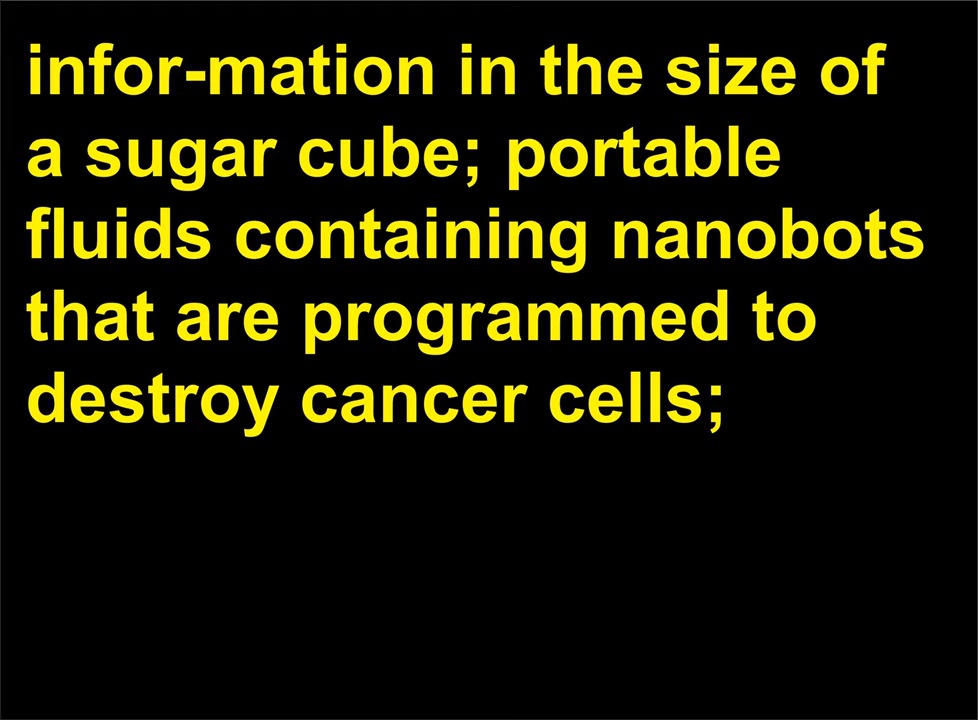 infor-mation in the size of
a sugar cube; portable
fluids containing nanobots
that are programmed to
destroy cancer cells;